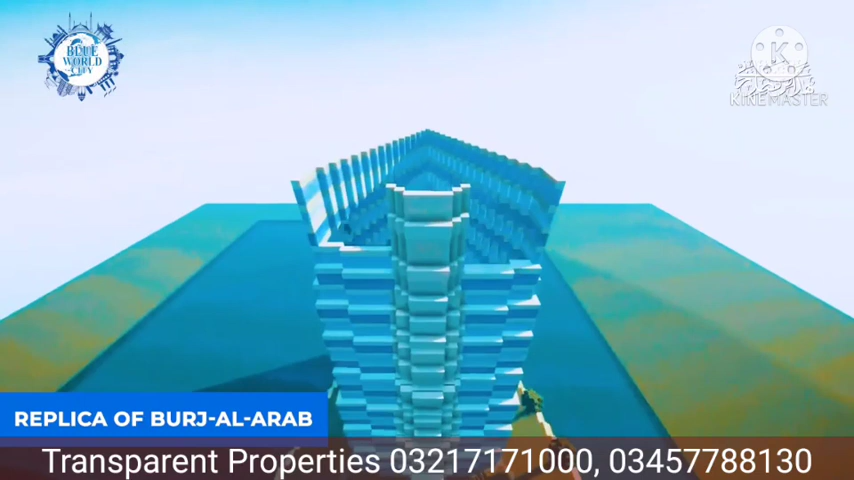 BLUE
WORLD
CITY
K
KINEMASTER
REPLICA OF BURJ-AL-ARAB
Transparent Properties 03217171000, 03457788130